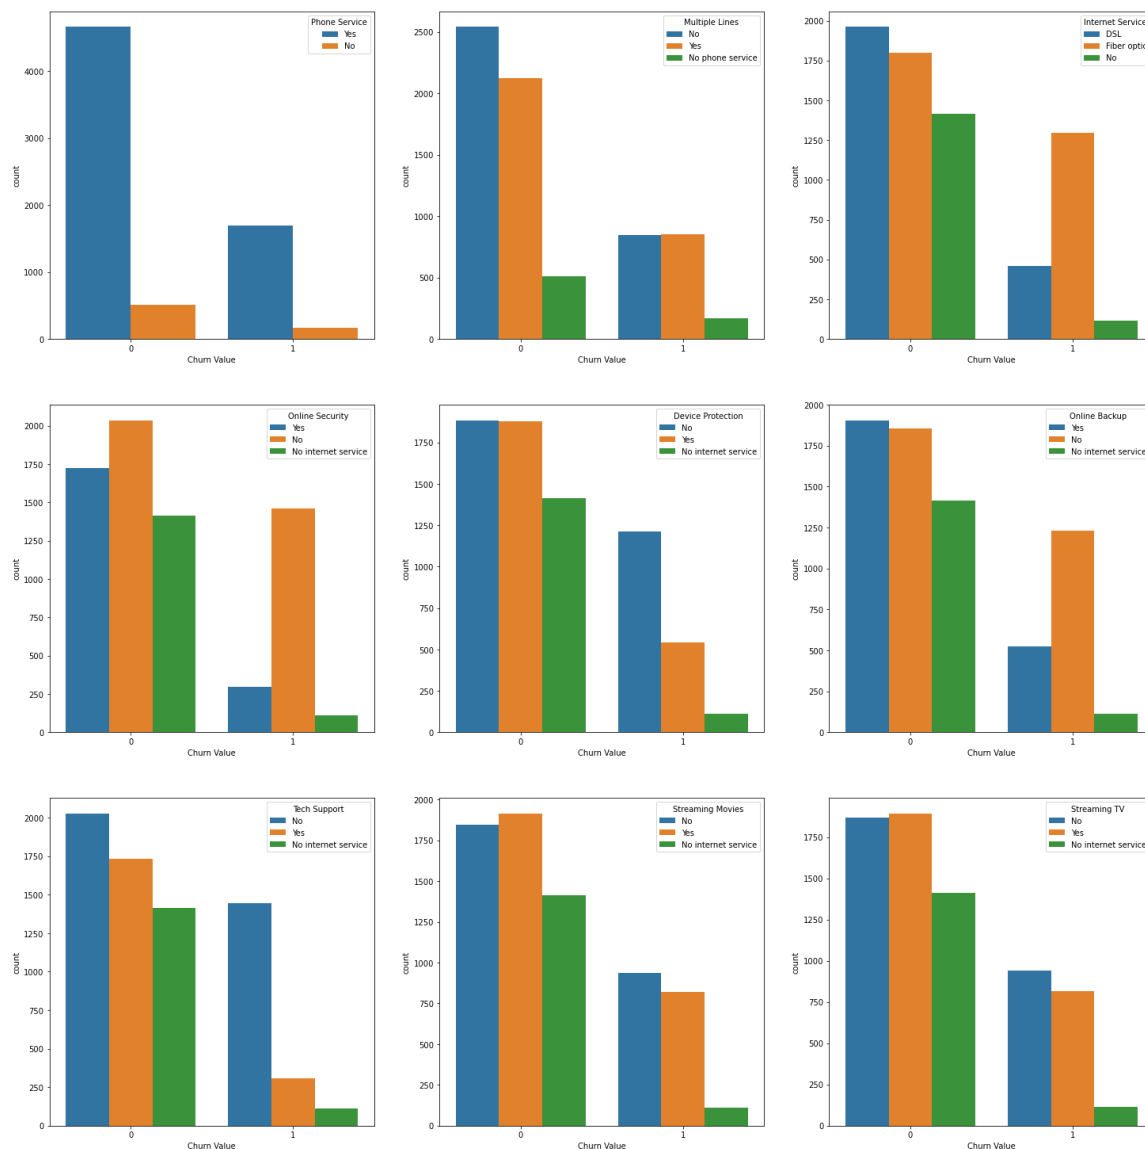 Phone Service
Yes
No
4000
3000
2000
1000
0
count
0 1
Churn Value
Multiple Lines
No
Yes
No phone service
2500
2000
1500
1000
500
0
count
0 1
Churn Value
Internet Service
DSL
Fiber optic
No
2000
1750
1500
1250
1000
750
500
250
0
count
0 1
Churn Value
Online Security
Yes
No
No internet service
2000
1750
1500
1250
1000
750
500
250
0
count
0 1
Churn Value
Device Protection
No
Yes
No internet service
1750
1500
1250
1000
750
500
250
0
count
0 1
Churn Value
Online Backup
Yes
No
No internet service
2000
1750
1500
1250
1000
750
500
250
0
count
0 1
Churn Value
Tech Support
No
Yes
No internet service
2000
1750
1500
1250
1000
750
500
250
0
count
0 1
Churn Value
Streaming Movies
No
Yes
No internet service
2000
1750
1500
1250
1000
750
500
250
0
count
0 1
Churn Value
Streaming TV
No
Yes
No internet service
1750
1500
1250
1000
750
500
250
0
count
0 1
Churn Value